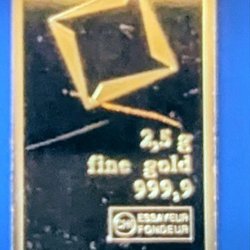 2,5 g
fine gold
999,9
ESSAYEUR
FONDEUR